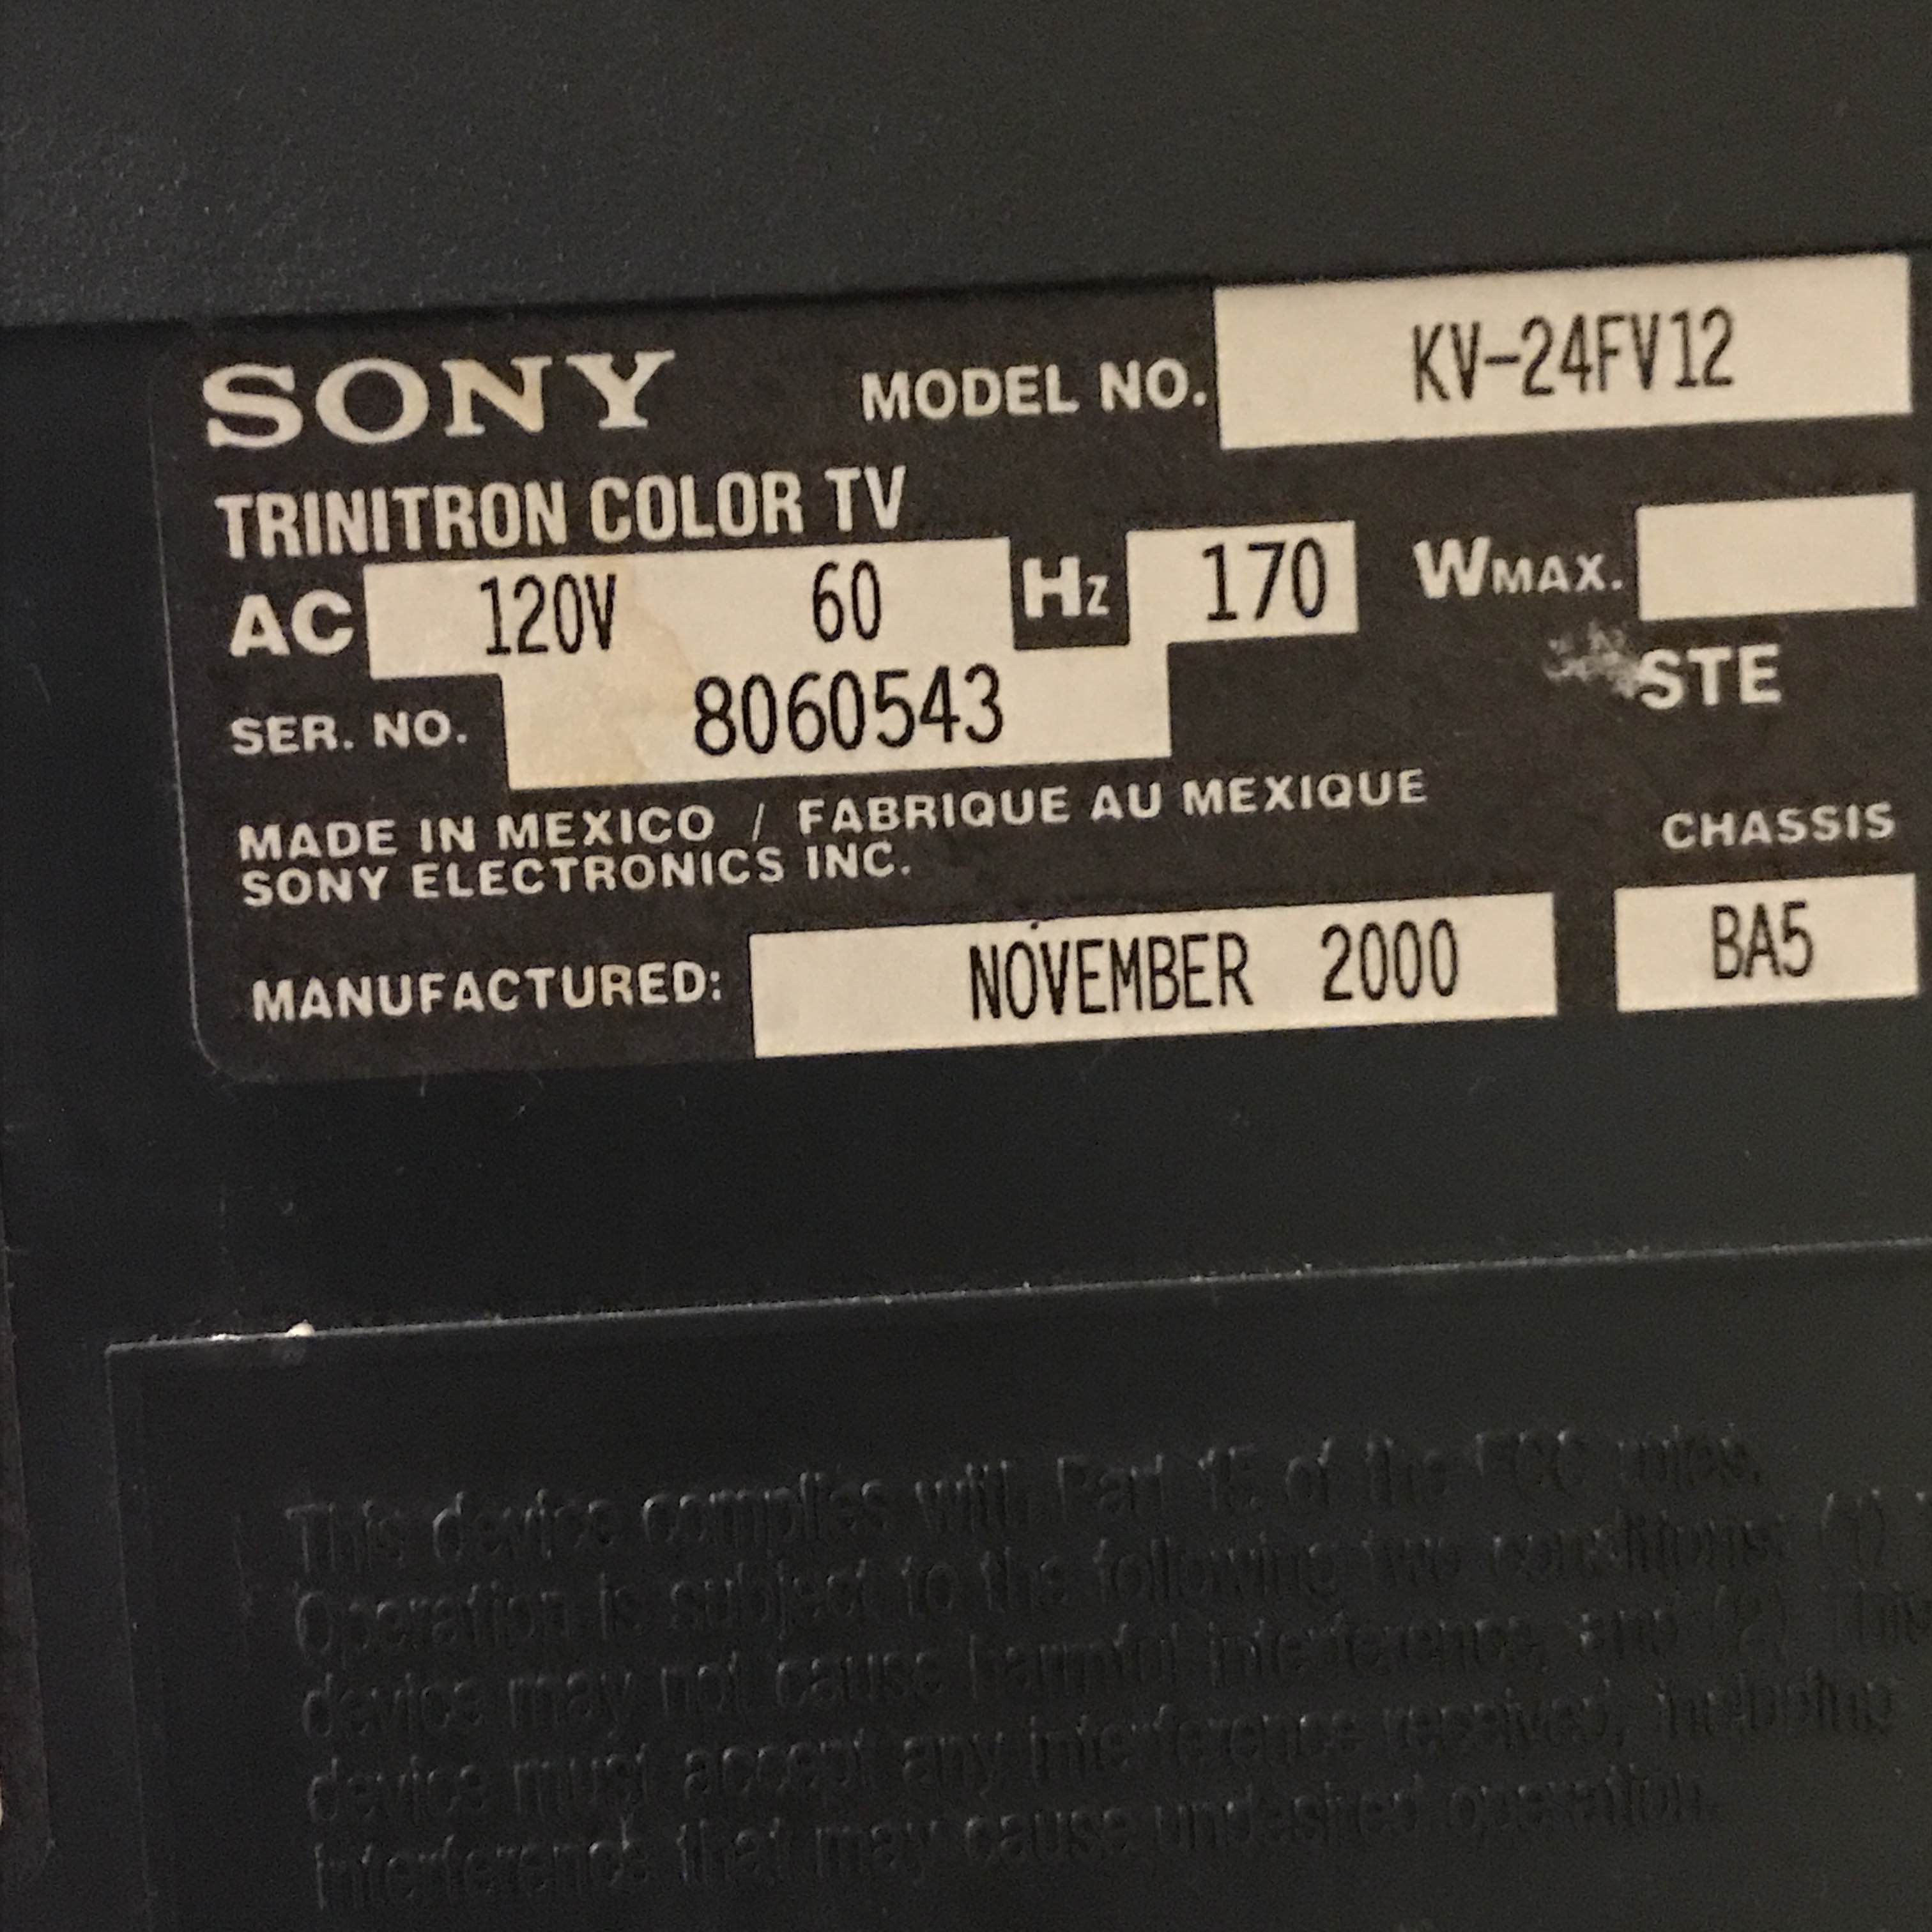 SONY MODEL NO. KV-24FV12
TRINITRON COLOR TV
AC 120V 60 Hz 170 WMAX.
STE
SER. NO. 8060543
MADE IN MEXICO / FABRIQUE AU MEXIQUE
SONY ELECTRONICS INC.
CHASSIS
MANUFACTURED: NOVEMBER 2000 BA5
This device complies with Part 15 of the FCC rules.
Operation is subject to the following two conditions: (1)
device may not cause harmful interference, and (2) This
device must accept any interference received, including
interference that may cause undesired operation.